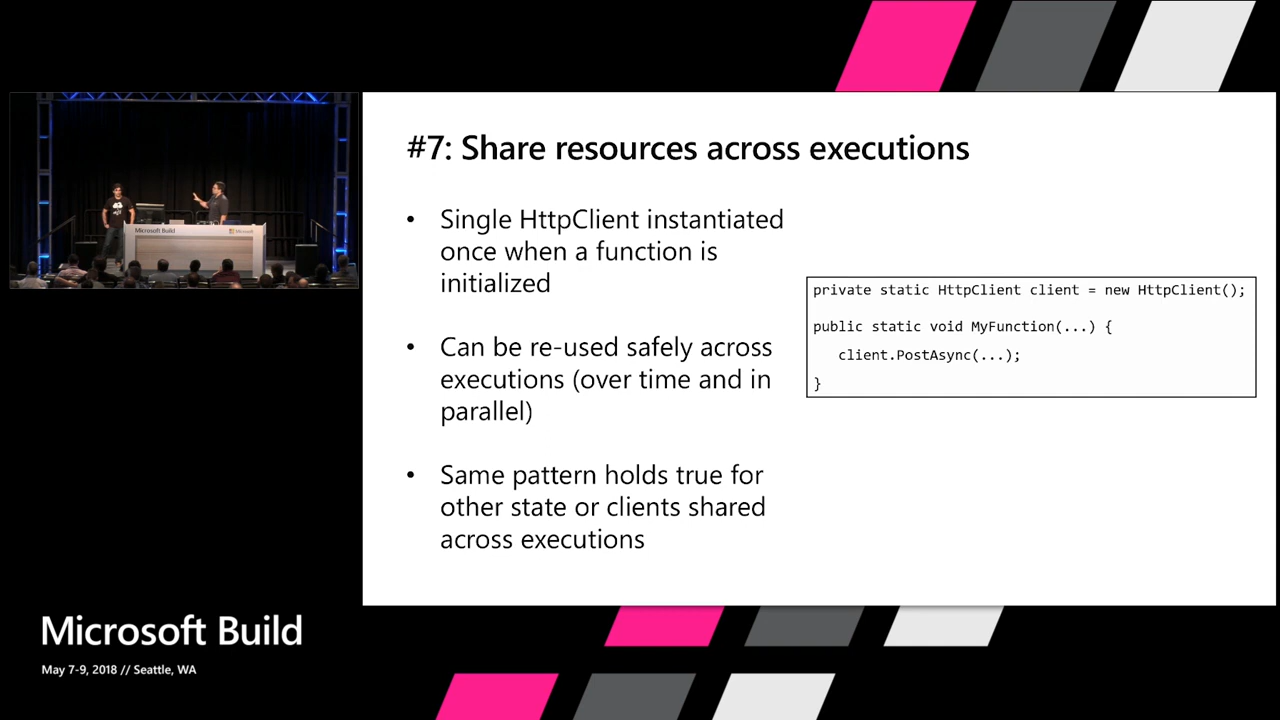 #7: Share resources across executions
• Single HttpClient instantiated
once when a function is
initialized
• Can be re-used safely across
executions (over time and in
parallel)
• Same pattern holds true for
other state or clients shared
across executions
private static HttpClient client = new HttpClient();
public static void MyFunction(...) {
client.PostAsync(...);
}
Microsoft Build
Microsoft
Microsoft Build
May 7-9, 2018 // Seattle, WA